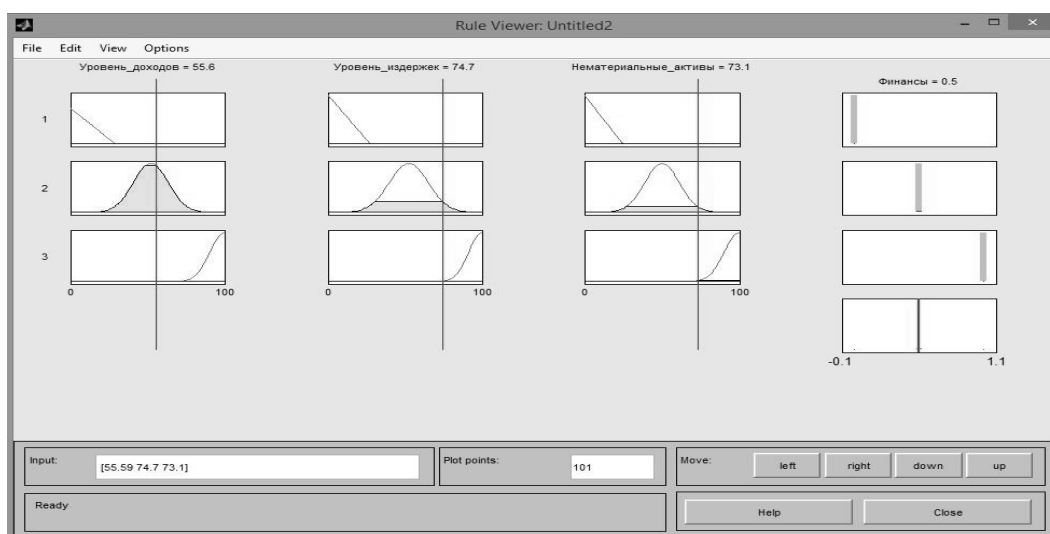 Rule Viewer: Untitled2
File Edit View Options
Уровень_доходов = 55.6 Уровень_издержек = 74.7 Нематериальные_активы = 73.1 Финансы = 0.5
1
2
3
0 100 0 100 0 100
-0.1 1.1
Input: [55.59 74.7 73.1] Plot points: 101 Move: left right down up
Ready Help Close